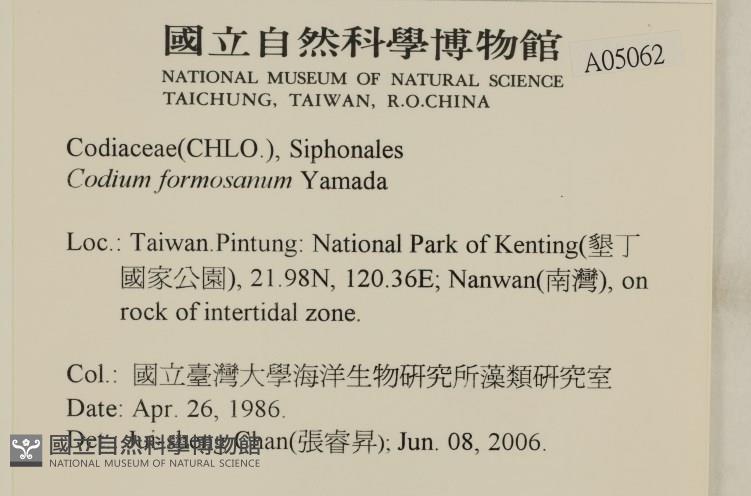 國立自然科學博物館
A05062
NATIONAL MUSEUM OF NATURAL SCIENCE
TAICHUNG, TAIWAN, R.O.CHINA
Codiaceae(CHLO.), Siphonales
Codium formosanum Yamada
Loc.: Taiwan.Pintung: National Park of Kenting(墾丁
國家公園), 21.98N, 120.36E; Nanwan(南灣), on
rock of intertidal zone.
Col.: 國立臺灣大學海洋生物研究所藻類研究室
Date: Apr. 26, 1986.
Det.: Jui-sheng Chan(張睿昇); Jun. 08, 2006.
國立自然科學博物館
NATIONAL MUSEUM OF NATURAL SCIENCE